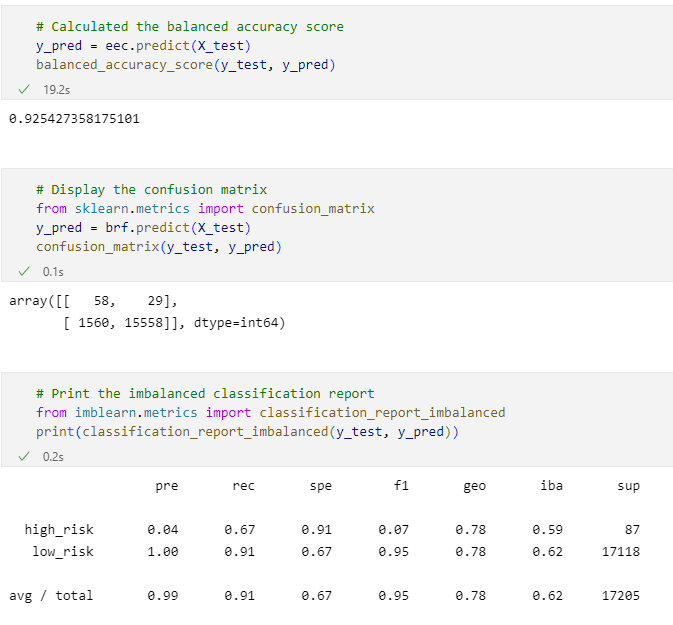 # Calculated the balanced accuracy score
y_pred = eec.predict(X_test)
balanced_accuracy_score(y_test, y_pred)
✓ 19.2s
0.925427358175101
# Display the confusion matrix
from sklearn.metrics import confusion_matrix
y_pred = brf.predict(X_test)
confusion_matrix(y_test, y_pred)
✓ 0.1s
array([[   58,    29],
       [ 1560, 15558]], dtype=int64)
# Print the imbalanced classification report
from imblearn.metrics import classification_report_imbalanced
print(classification_report_imbalanced(y_test, y_pred))
✓ 0.2s
pre rec spe f1 geo iba sup
high_risk 0.04 0.67 0.91 0.07 0.78 0.59 87
low_risk 1.00 0.91 0.67 0.95 0.78 0.62 17118
avg / total 0.99 0.91 0.67 0.95 0.78 0.62 17205